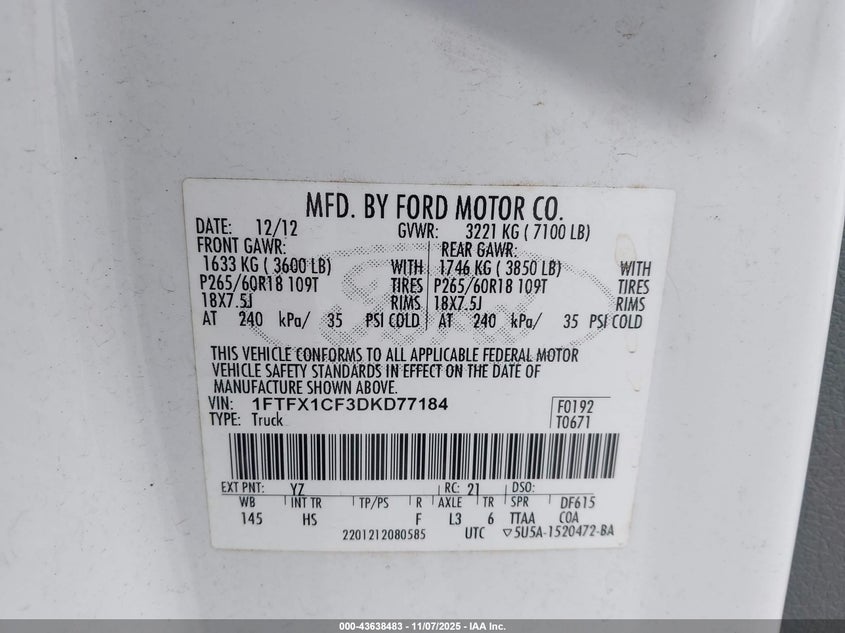 MFD. BY FORD MOTOR CO.
DATE: 12/12 GVWR: 3221 KG ( 7100 LB)
FRONT GAWR: REAR GAWR:
1633 KG ( 3600 LB) WITH 1746 KG ( 3850 LB) WITH
P265/60R18 109T TIRES P265/60R18 109T TIRES
18X7.5J RIMS 18X7.5J RIMS
AT 240 kPa/ 35 PSI COLD AT 240 kPa/ 35 PSI COLD
THIS VEHICLE CONFORMS TO ALL APPLICABLE FEDERAL MOTOR
VEHICLE SAFETY STANDARDS IN EFFECT ON THE DATE OF
MANUFACTURE SHOWN ABOVE.
VIN: 1FTFX1CF3DKD77184 F0192
TYPE: Truck T0671
EXT PNT: YZ RC: 21 DSO:
WB INT TR TP/PS R AXLE TR SPR DF615
145 HS F L3 6 TTAA COA
2201212080585 UTC ▽5U5A-1520472-BA
000-43638483 - 11/07/2025 - IAA Inc.